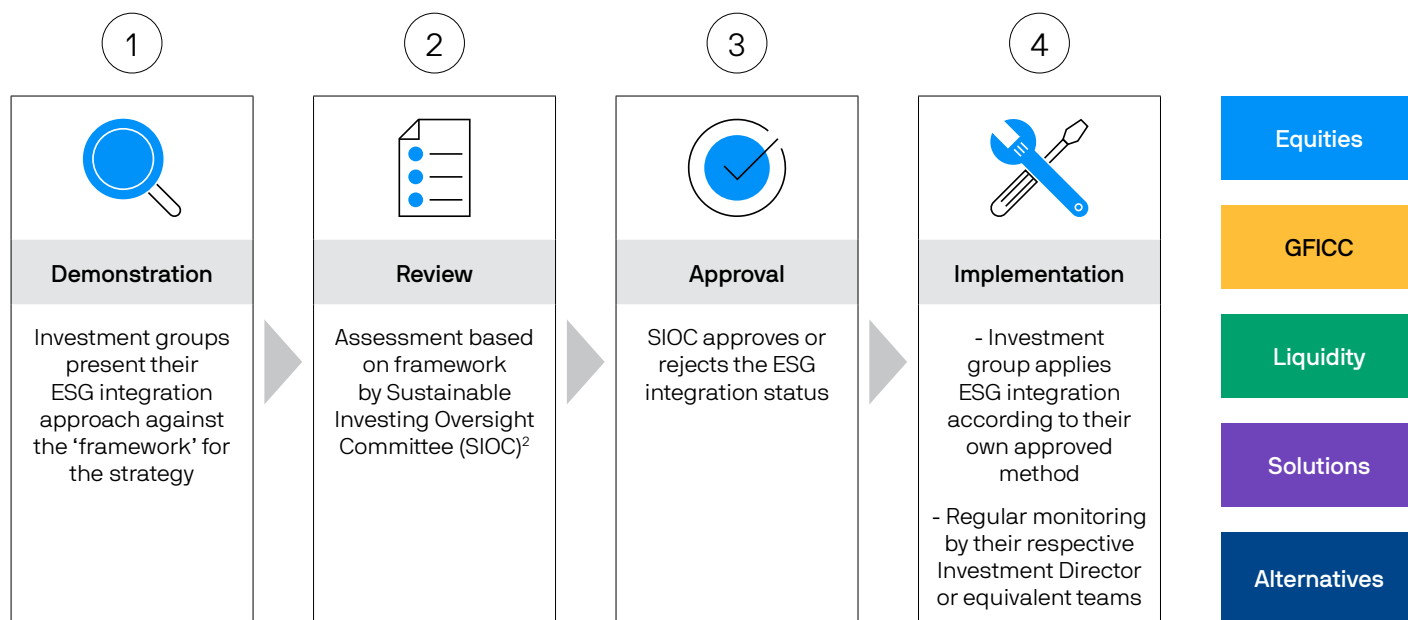 1
2
3
4
Demonstration
Investment groups
present their
ESG integration
approach against
the ‘framework’ for
the strategy
Review
Assessment based
on framework
by Sustainable
Investing Oversight
Committee (SIOC)²
Approval
SIOC approves or
rejects the ESG
integration status
Implementation
- Investment
group applies
ESG integration
according to their
own approved
method
- Regular monitoring
by their respective
Investment Director
or equivalent teams
Equities
GFICC
Liquidity
Solutions
Alternatives